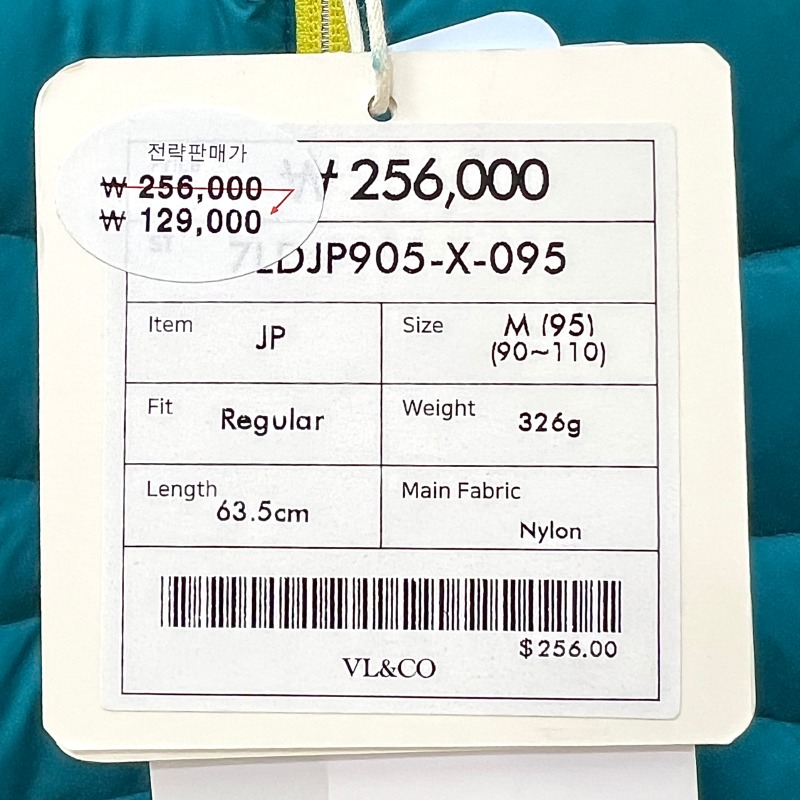 전략판매가
₩ 256,000
₩ 129,000
₩ 256,000
7LDJP905-X-095
Item JP
Size M (95)
(90~110)
Fit Regular
Weight 326g
Length 63.5cm
Main Fabric
Nylon
$256.00
VL&CO